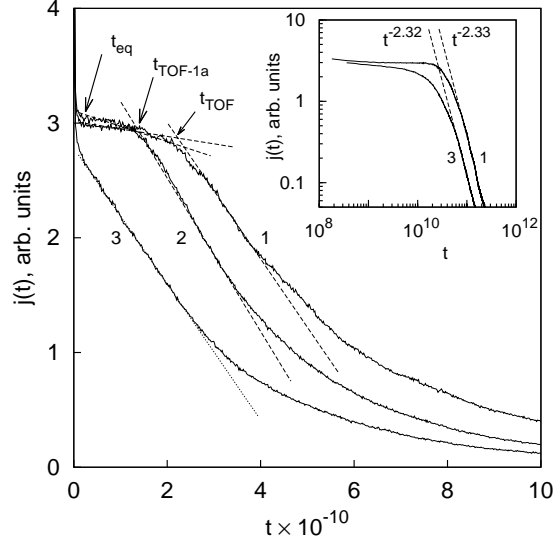 4
3
2
1
0
j(t), arb. units
t_eq
t_TOF-1a
t_TOF
3
2
1
0
2
4
6
8
10
t × 10^-10
10
1
0.1
j(t), arb. units
t^-2.32
t^-2.33
3
1
10^8
10^10
10^12
t